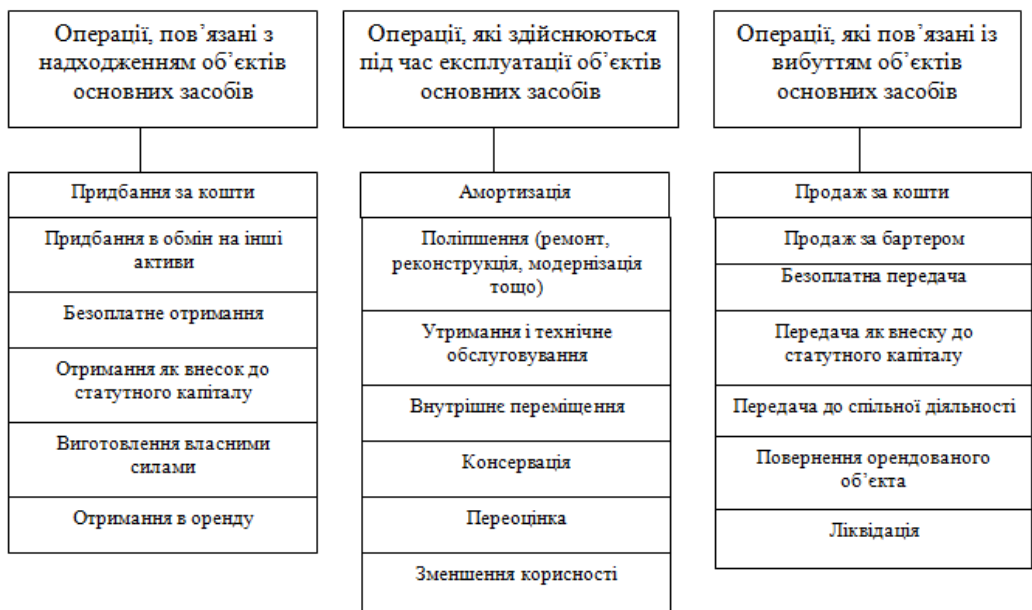 Операції, пов’язані з
надходженням об’єктів
основних засобів
Придбання за кошти
Придбання в обмін на інші
активи
Безоплатне отримання
Отримання як внесок до
статутного капіталу
Виготовлення власними
силами
Отримання в оренду
Операції, які здійснюються
під час експлуатації об’єктів
основних засобів
Амортизація
Поліпшення (ремонт,
реконструкція, модернізація
тощо)
Утримання і технічне
обслуговування
Внутрішнє переміщення
Консервація
Переоцінка
Зменшення корисності
Операції, які пов’язані із
вибуттям об’єктів
основних засобів
Продаж за кошти
Продаж за бартером
Безоплатна передача
Передача як внеску до
статутного капіталу
Передача до спільної діяльності
Повернення орендованого
об’єкта
Ліквідація